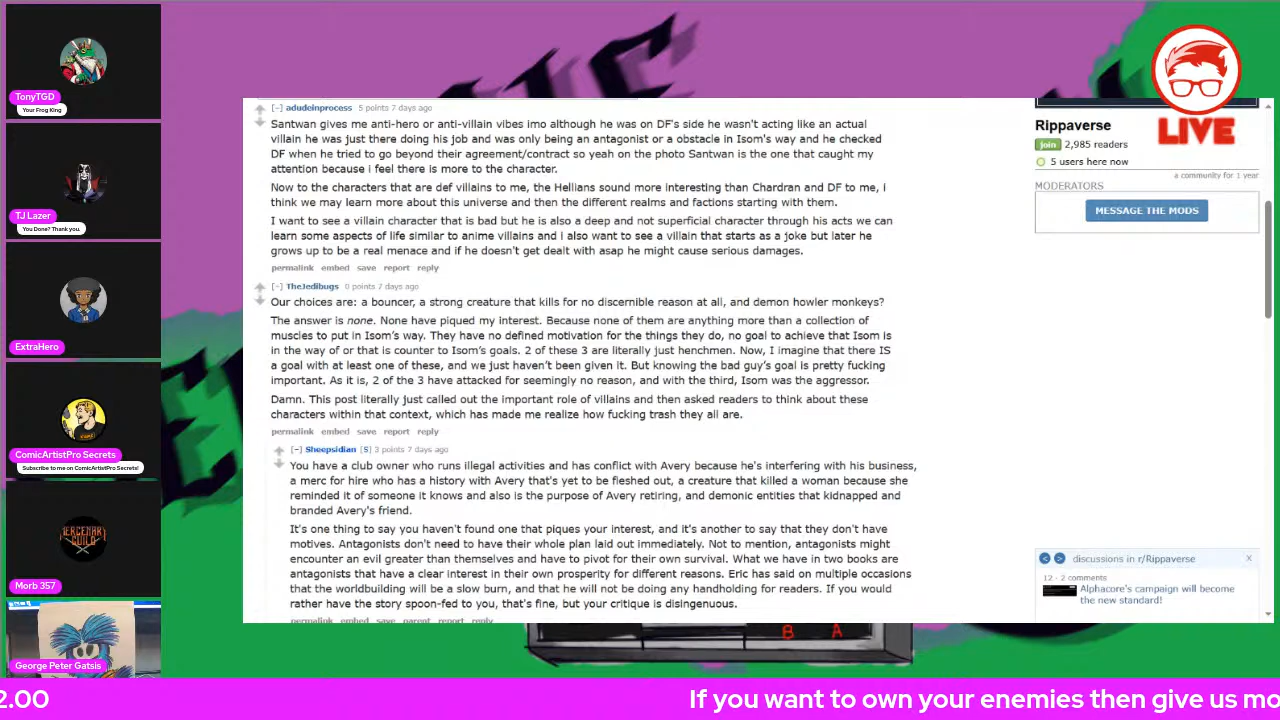 TonyTGD
Your Frog King
TJ Lazer
You Done? Thank you.
ExtraHero
ComicArtistPro Secrets
Subscribe to me on ComicArtistPro Secrets!
MERCENARY
GUILD
Morb 357
George Peter Gatsis
[-] adudeinprocess 5 points 7 days ago
Santwan gives me anti-hero or anti-villain vibes imo although he was on DF's side he wasn't acting like an actual
villain he was just there doing his job and was only being an antagonist or a obstacle in Isom's way and he checked
DF when he tried to go beyond their agreement/contract so yeah on the photo Santwan is the one that caught my
attention because i feel there is more to the character.
Now to the characters that are def villains to me, the Hellians sound more interesting than Chardran and DF to me, i
think we may learn more about this universe and then the different realms and factions starting with them.
I want to see a villain character that is bad but he is also a deep and not superficial character through his acts we can
learn some aspects of life similar to anime villains and i also want to see a villain that starts as a joke but later he
grows up to be a real menace and if he doesn't get dealt with asap he might cause serious damages.
permalink embed save report reply
[-] TheJedibugs 0 points 7 days ago
Our choices are: a bouncer, a strong creature that kills for no discernible reason at all, and demon howler monkeys?
The answer is none. None have piqued my interest. Because none of them are anything more than a collection of
muscles to put in Isom's way. They have no defined motivation for the things they do, no goal to achieve that Isom is
in the way of or that is counter to Isom's goals. 2 of these 3 are literally just henchmen. Now, I imagine that there IS
a goal with at least one of these, and we just haven't been given it. But knowing the bad guy's goal is pretty fucking
important. As it is, 2 of the 3 have attacked for seemingly no reason, and with the third, Isom was the aggressor.
Damn. This post literally just called out the important role of villains and then asked readers to think about these
characters within that context, which has made me realize how fucking trash they all are.
permalink embed save report reply
[-] Sheepsidian [S] 3 points 7 days ago
You have a club owner who runs illegal activities and has conflict with Avery because he's interfering with his business,
a merc for hire who has a history with Avery that's yet to be fleshed out, a creature that killed a woman because she
reminded it of someone it knows and also is the purpose of Avery retiring, and demonic entities that kidnapped and
branded Avery's friend.
It's one thing to say you haven't found one that piques your interest, and it's another to say that they don't have
motives. Antagonists don't need to have their whole plan laid out immediately. Not to mention, antagonists might
encounter an evil greater than themselves and have to pivot for their own survival. What we have in two books are
antagonists that have a clear interest in their own prosperity for different reasons. Eric has said on multiple occasions
that the worldbuilding will be a slow burn, and that he will not be doing any handholding for readers. If you would
rather have the story spoon-fed to you, that's fine, but your critique is disingenuous.
permalink embed save parent report reply
Rippaverse
join 2,985 readers
5 users here now
a community for 1 year
MODERATORS
MESSAGE THE MODS
< > discussions in r/Rippaverse X
12 · 2 comments
Alphacore's campaign will become
the new standard!
LIVE
B A
2.00
If you want to own your enemies then give us mo